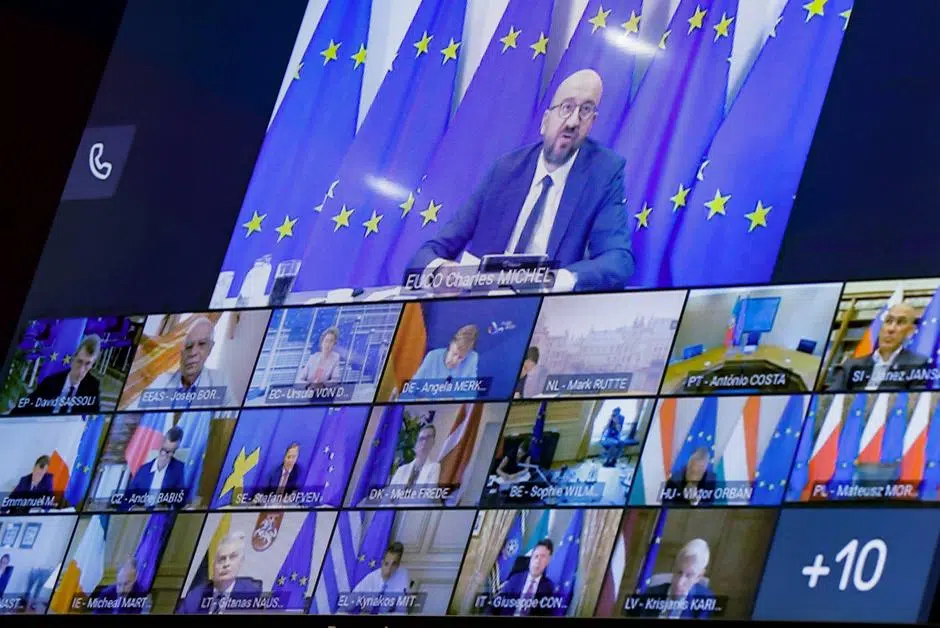 EUCO Charles MICHEL
EP - David SASSOLI
EEAS - Josep BOR...
EC - Ursula VON D...
DE - Angela MERK...
NL - Mark RUTTE
PT - António COSTA
SI - Janez JANŠ
Emmanuel M...
CZ - Andrej BABIŠ
SE - Stefan LÖFVEN
DK - Mette FREDE...
BE - Sophie WILM...
HU - Viktor ORBÁN
PL - Mateusz MOR...
NAST...
IE - Micheál MART...
LT - Gitanas NAUS...
EL - Kyriakos MIT...
IT - Giuseppe CON...
LV - Krisjanis KARI...
+10